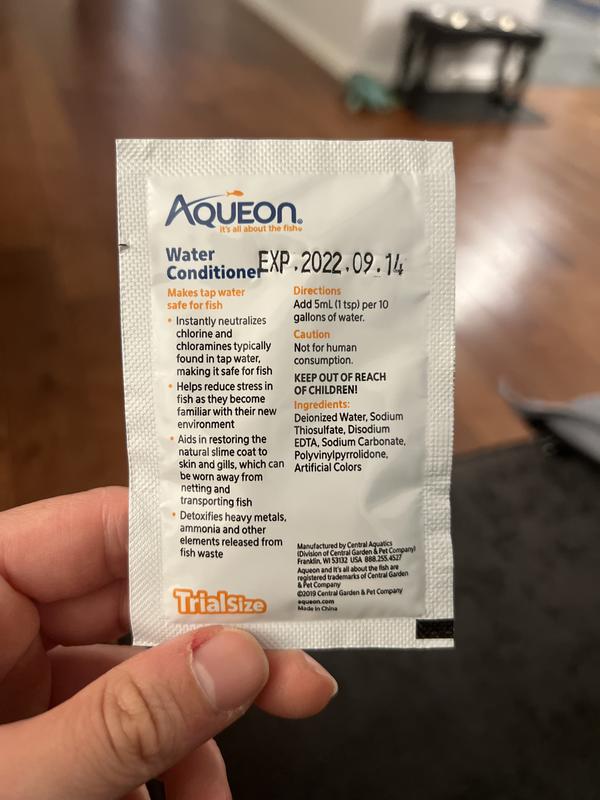 AQUEON®
it's all about the fish®
Water
Conditioner
EXP.2022.09.14
Makes tap water
safe for fish
• Instantly neutralizes
chlorine and
chloramines typically
found in tap water,
making it safe for fish
• Helps reduce stress in
fish as they become
familiar with their new
environment
• Aids in restoring the
natural slime coat to
skin and gills, which can
be worn away from
netting and
transporting fish
• Detoxifies heavy metals,
ammonia and other
elements released from
fish waste
TrialSize
Directions
Add 5mL (1 tsp) per 10
gallons of water.
Caution
Not for human
consumption.
KEEP OUT OF REACH
OF CHILDREN!
Ingredients:
Deionized Water, Sodium
Thiosulfate, Disodium
EDTA, Sodium Carbonate,
Polyvinylpyrrolidone,
Artificial Colors
Manufactured by Central Aquatics
(Division of Central Garden & Pet Company)
Franklin, WI 53132 USA 888.255.4527
Aqueon and It's all about the fish are
registered trademarks of Central Garden
& Pet Company
©2019 Central Garden & Pet Company
aqueon.com
Made in China